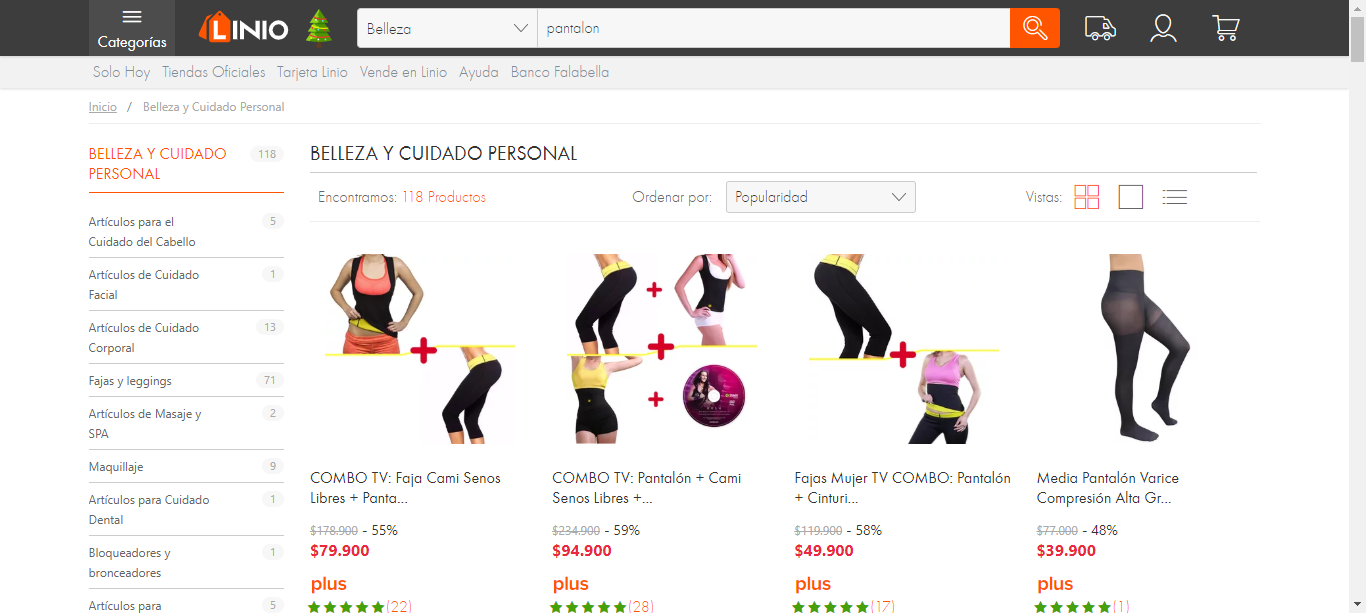 Categorías
LINIO
Belleza
pantalon
Solo Hoy Tiendas Oficiales Tarjeta Linio Vende en Linio Ayuda Banco Falabella
Inicio / Belleza y Cuidado Personal
BELLEZA Y CUIDADO PERSONAL 118
Artículos para el Cuidado del Cabello 5
Artículos de Cuidado Facial 1
Artículos de Cuidado Corporal 13
Fajas y leggings 71
Artículos de Masaje y SPA 2
Maquillaje 9
Artículos para Cuidado Dental 1
Bloqueadores y bronceadores 1
Artículos para 5
BELLEZA Y CUIDADO PERSONAL
Encontramos: 118 Productos
Ordenar por: Popularidad
Vistas:
COMBO TV: Faja Cami Senos
Libres + Panta...
$178.900 - 55%
$79.900
plus
(22)
COMBO TV: Pantalón + Cami
Senos Libres +...
$234.900 - 59%
$94.900
plus
(28)
Fajas Mujer TV COMBO: Pantalón
+ Cinturi...
$119.900 - 58%
$49.900
plus
(17)
Media Pantalón Varice
Compresión Alta Gr...
$77.000 - 48%
$39.900
plus
(1)